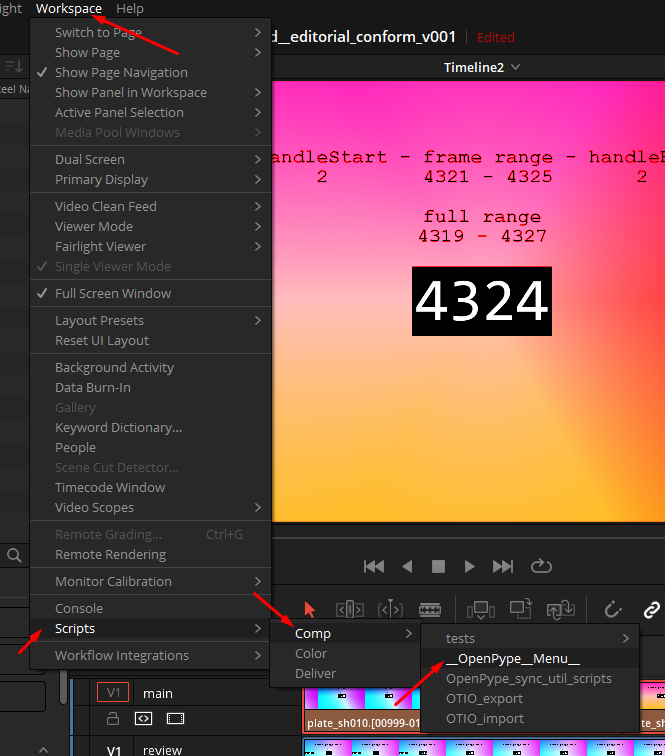 ight Workspace Help
d__editorial_conform_v001 Edited
Timeline2
eel Na
Switch to Page
Show Page
Show Page Navigation
Show Panel in Workspace
Active Panel Selection
Media Pool Windows
Dual Screen
Primary Display
Video Clean Feed
Viewer Mode
Fairlight Viewer
Single Viewer Mode
Full Screen Window
Layout Presets
Reset UI Layout
Background Activity
Data Burn-In
Gallery
Keyword Dictionary...
People
Scene Cut Detector...
Timecode Window
Video Scopes
Remote Grading... Ctrl+G
Remote Rendering
Monitor Calibration
Console
Scripts
Workflow Integrations
andleStart - frame range - handleE
2 4321 - 4325 2
full range
4319 - 4327
4324
Comp
Color
Deliver
tests
__OpenPype__Menu__
OpenPype_sync_util_scripts
OTIO_export
OTIO_import
V1 main
plate_sh010.[00999-01
V1 review